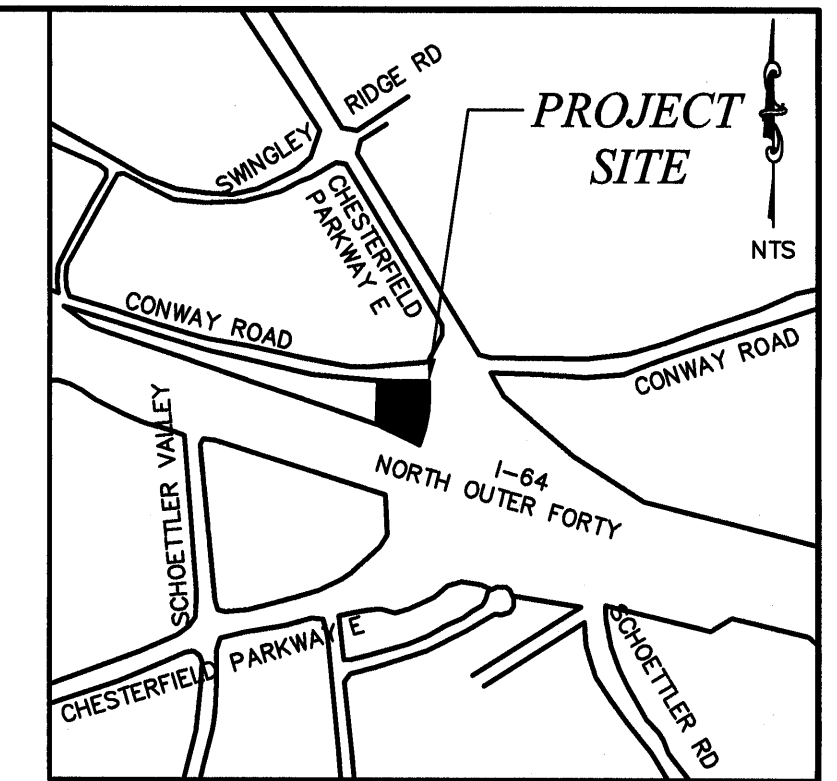 RIDGE RD
PROJECT
SITE
SWINGLEY
CHESTERFIELD
PARKWAY E
NTS
CONWAY ROAD
CONWAY ROAD
SCHOETTLER VALLEY
I-64
NORTH OUTER FORTY
CHESTERFIELD PARKWAY E
SCHOETTLER RD